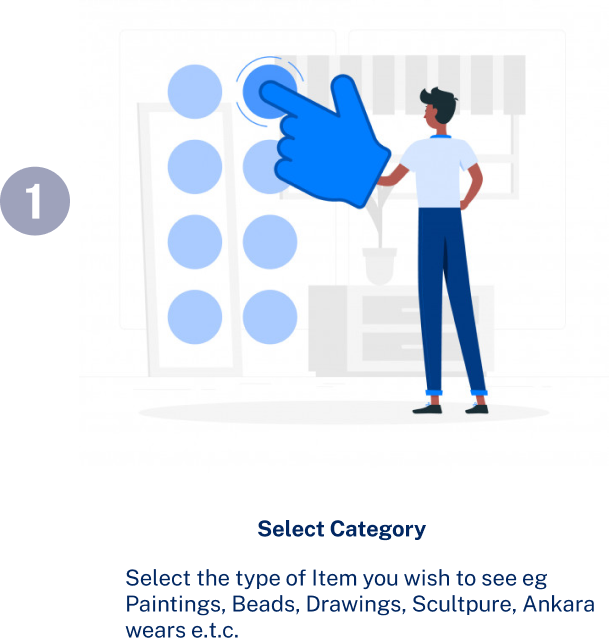 1
Select Category
Select the type of Item you wish to see eg
Paintings, Beads, Drawings, Scultpure, Ankara
wears e.t.c.